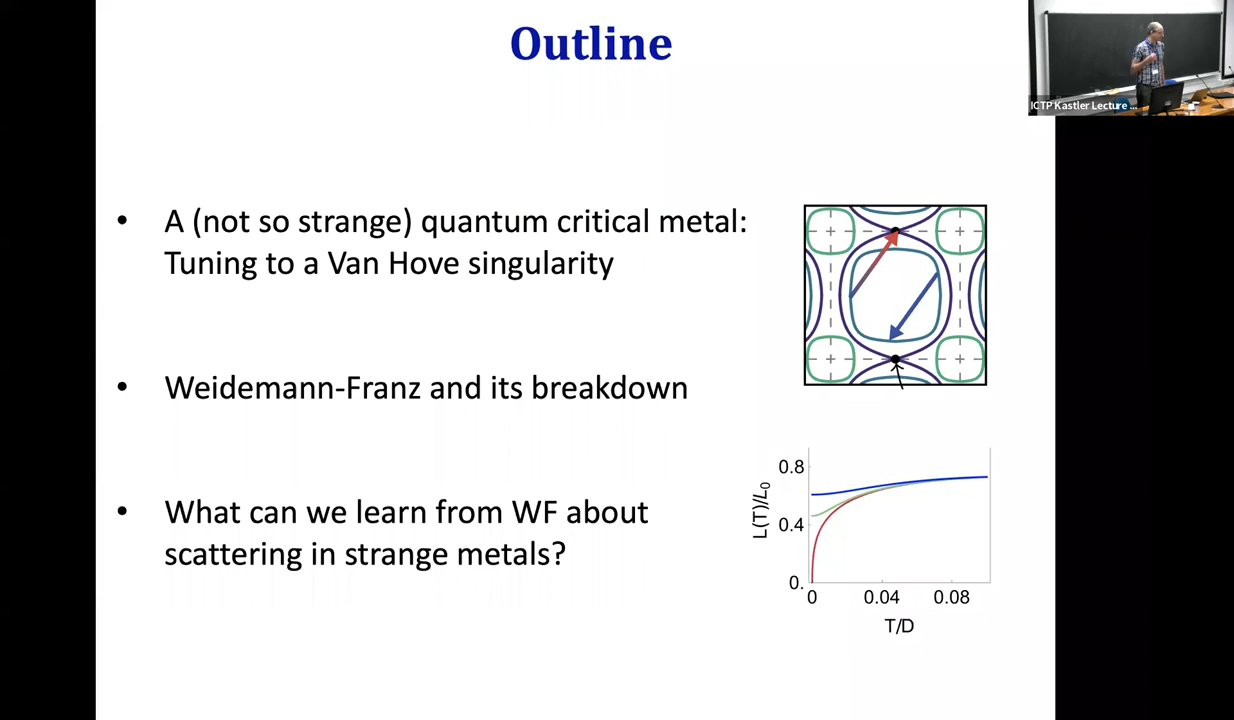 Outline
ICTP Kastler Lecture ...
• A (not so strange) quantum critical metal:
Tuning to a Van Hove singularity
• Weidemann-Franz and its breakdown
• What can we learn from WF about
scattering in strange metals?
L(T)/L₀
0.8
0.4
0.
0 0.04 0.08
T/D